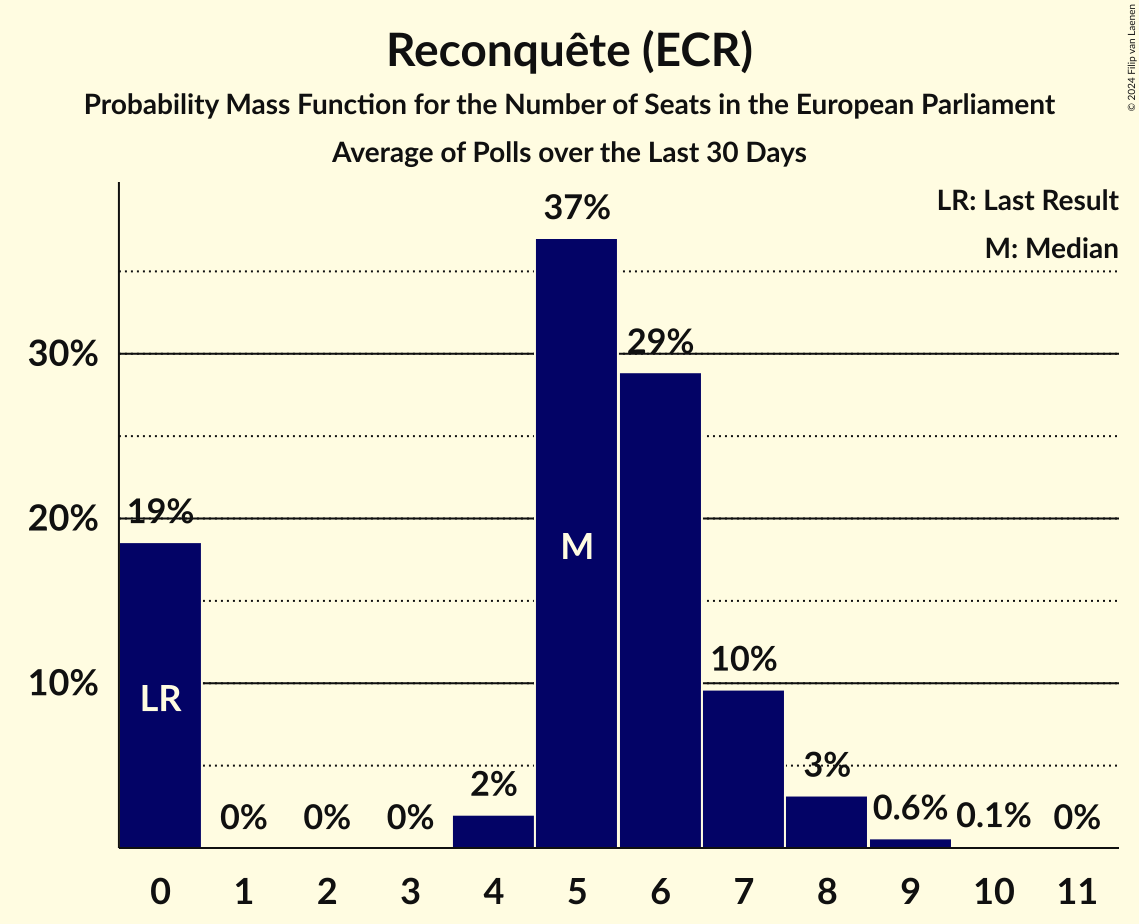 Reconquête (ECR)
Probability Mass Function for the Number of Seats in the European Parliament
Average of Polls over the Last 30 Days
© 2024 Filip van Laenen
LR: Last Result
M: Median
37%
30%
29%
20%
19%
M
10%
10%
LR
3%
2%
0.6%
0.1%
0%
0%
0%
0%
0 1 2 3 4 5 6 7 8 9 10 11